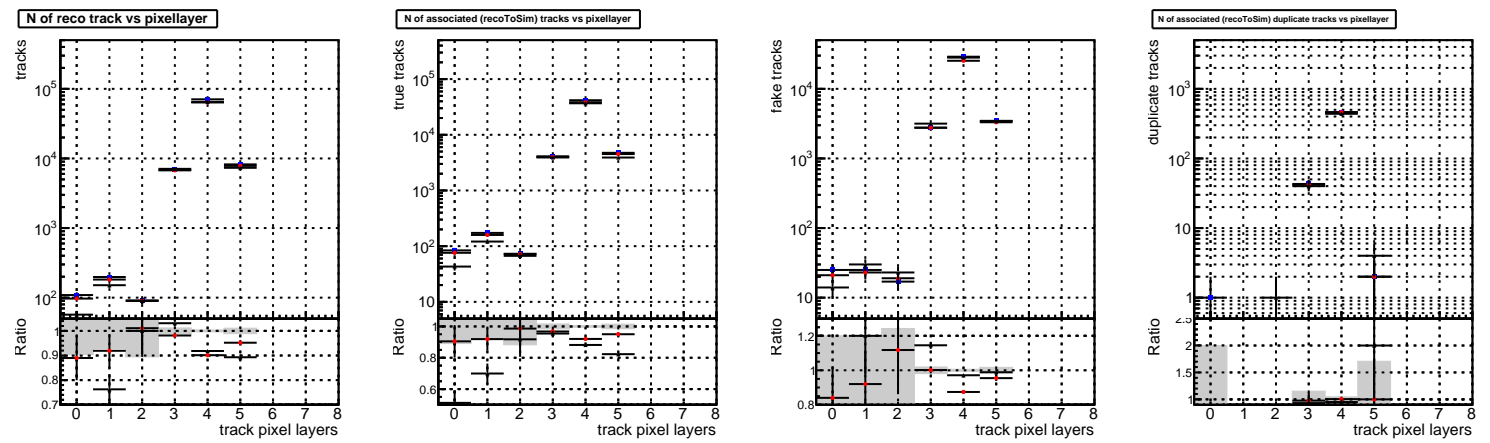 N of reco track vs pixellayer
tracks
10^5
10^4
10^3
10^2
Ratio
1
0.9
0.8
0.7
0 1 2 3 4 5 6 7 8
track pixel layers
N of associated (recoToSim) tracks vs pixellayer
true tracks
10^5
10^4
10^3
10^2
10
Ratio
1
0.8
0.6
0 1 2 3 4 5 6 7 8
track pixel layers
fake tracks
10^4
10^3
10^2
10
Ratio
1.2
1
0.8
0 1 2 3 4 5 6 7 8
track pixel layers
N of associated (recoToSim) duplicate tracks vs pixellayer
duplicate tracks
10^3
10^2
10
1
Ratio
2.5
2
1.5
1
0 1 2 3 4 5 6 7 8
track pixel layers